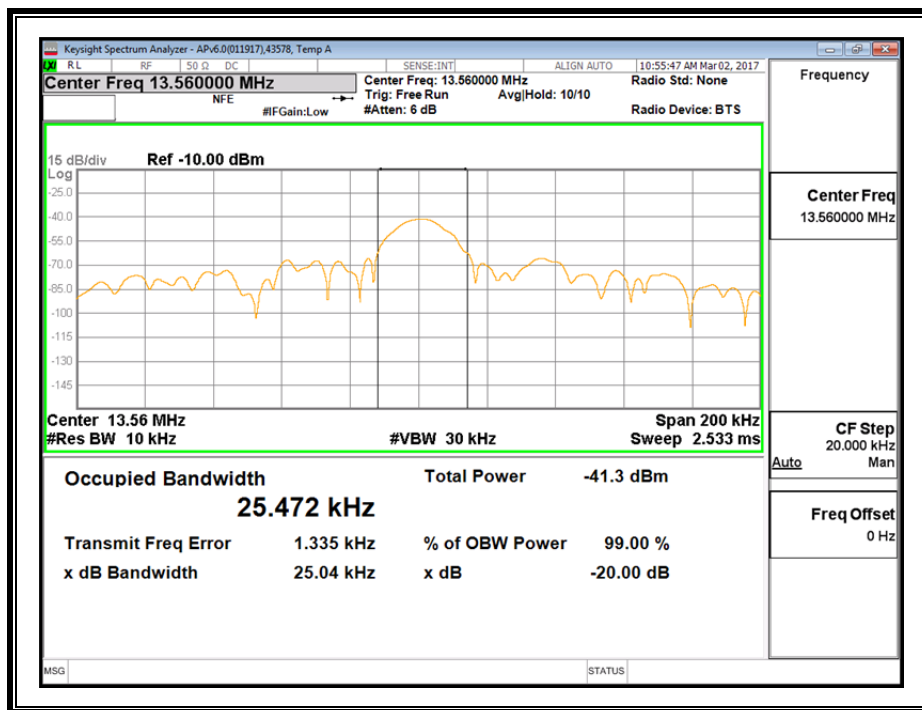 Keysight Spectrum Analyzer - APv6.0(011917),43578, Temp A
LXI RL RF 50 Ω DC SENSE:INT ALIGN AUTO 10:55:47 AM Mar 02, 2017
Center Freq 13.560000 MHz Center Freq: 13.560000 MHz Radio Std: None
NFE Trig: Free Run Avg|Hold: 10/10
#IFGain:Low #Atten: 6 dB Radio Device: BTS
15 dB/div Ref -10.00 dBm
Log
-25.0
-40.0
-55.0
-70.0
-85.0
-100
-115
-130
-145
Center 13.56 MHz Span 200 kHz
#Res BW 10 kHz #VBW 30 kHz Sweep 2.533 ms
Occupied Bandwidth Total Power -41.3 dBm
25.472 kHz
Transmit Freq Error 1.335 kHz % of OBW Power 99.00 %
x dB Bandwidth 25.04 kHz x dB -20.00 dB
MSG STATUS
Frequency
Center Freq
13.560000 MHz
CF Step
20.000 kHz
Auto Man
Freq Offset
0 Hz